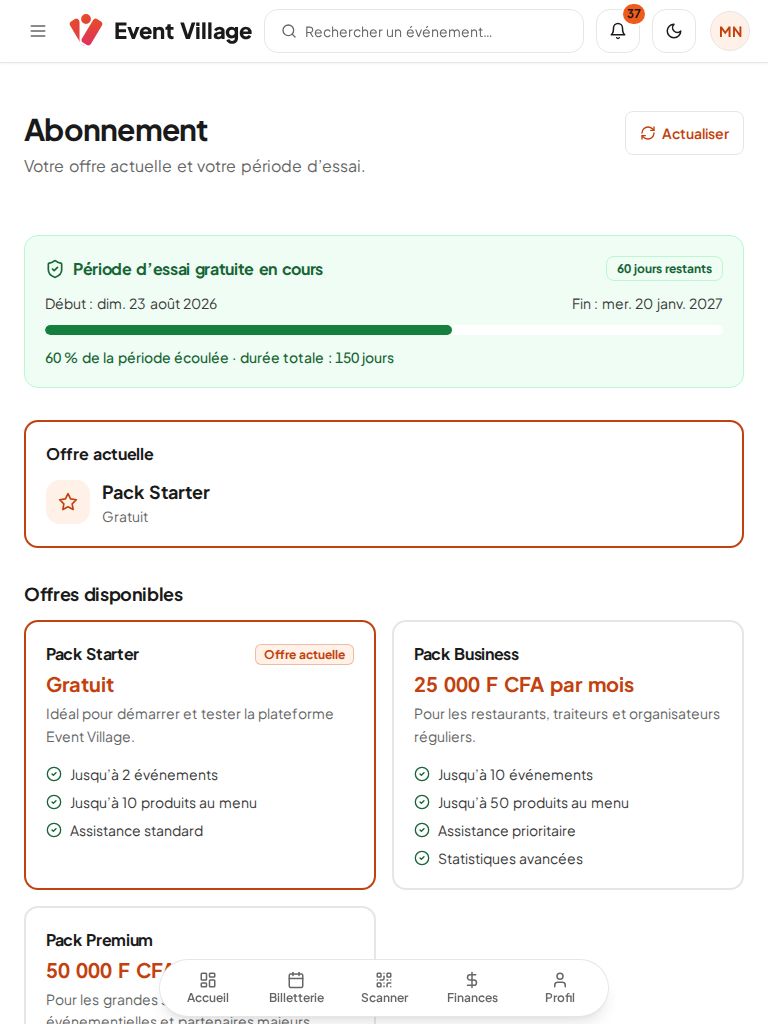 Event Village
Rechercher un événement...
37
MN
Abonnement
Actualiser
Votre offre actuelle et votre période d’essai.
Période d’essai gratuite en cours
60 jours restants
Début : dim. 23 août 2026
Fin : mer. 20 janv. 2027
60 % de la période écoulée · durée totale : 150 jours
Offre actuelle
Pack Starter
Gratuit
Offres disponibles
Pack Starter
Offre actuelle
Gratuit
Idéal pour démarrer et tester la plateforme
Event Village.
Jusqu’à 2 événements
Jusqu’à 10 produits au menu
Assistance standard
Pack Business
25 000 F CFA par mois
Pour les restaurants, traiteurs et organisateurs
réguliers.
Jusqu’à 10 événements
Jusqu’à 50 produits au menu
Assistance prioritaire
Statistiques avancées
Pack Premium
50 000 F CFA
Pour les grandes
événementielles et partenaires majeurs
Accueil
Billetterie
Scanner
Finances
Profil